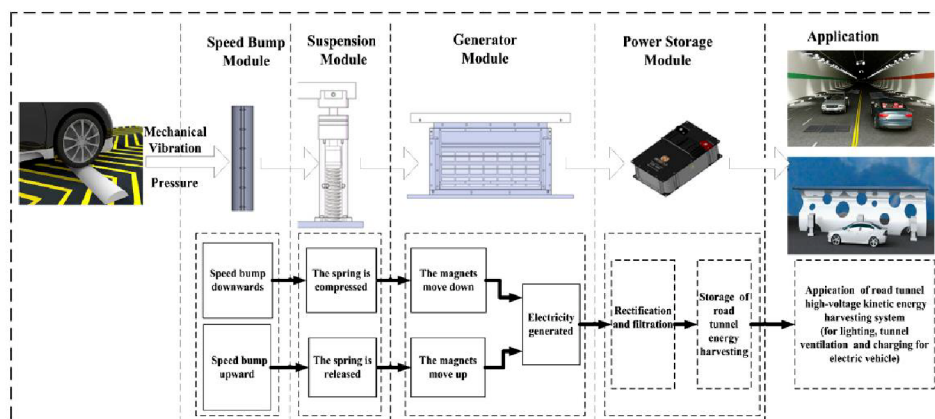 Speed Bump
Module
Suspension
Module
Generator
Module
Power Storage
Module
Application
Mechanical
Vibration
Pressure
Speed bump
downwards
The spring is
compressed
The magnets
move down
Electricity
generated
Rectification
and filtration
Storage of
road
tunnel
energy
harvesting
Appication of road tunnel
high-voltage kinetic energy
harvesting system
(for lighting, tunnel
ventilation and charging for
electric vehicle)
Speed bump
upward
The spring is
released
The magnets
move up